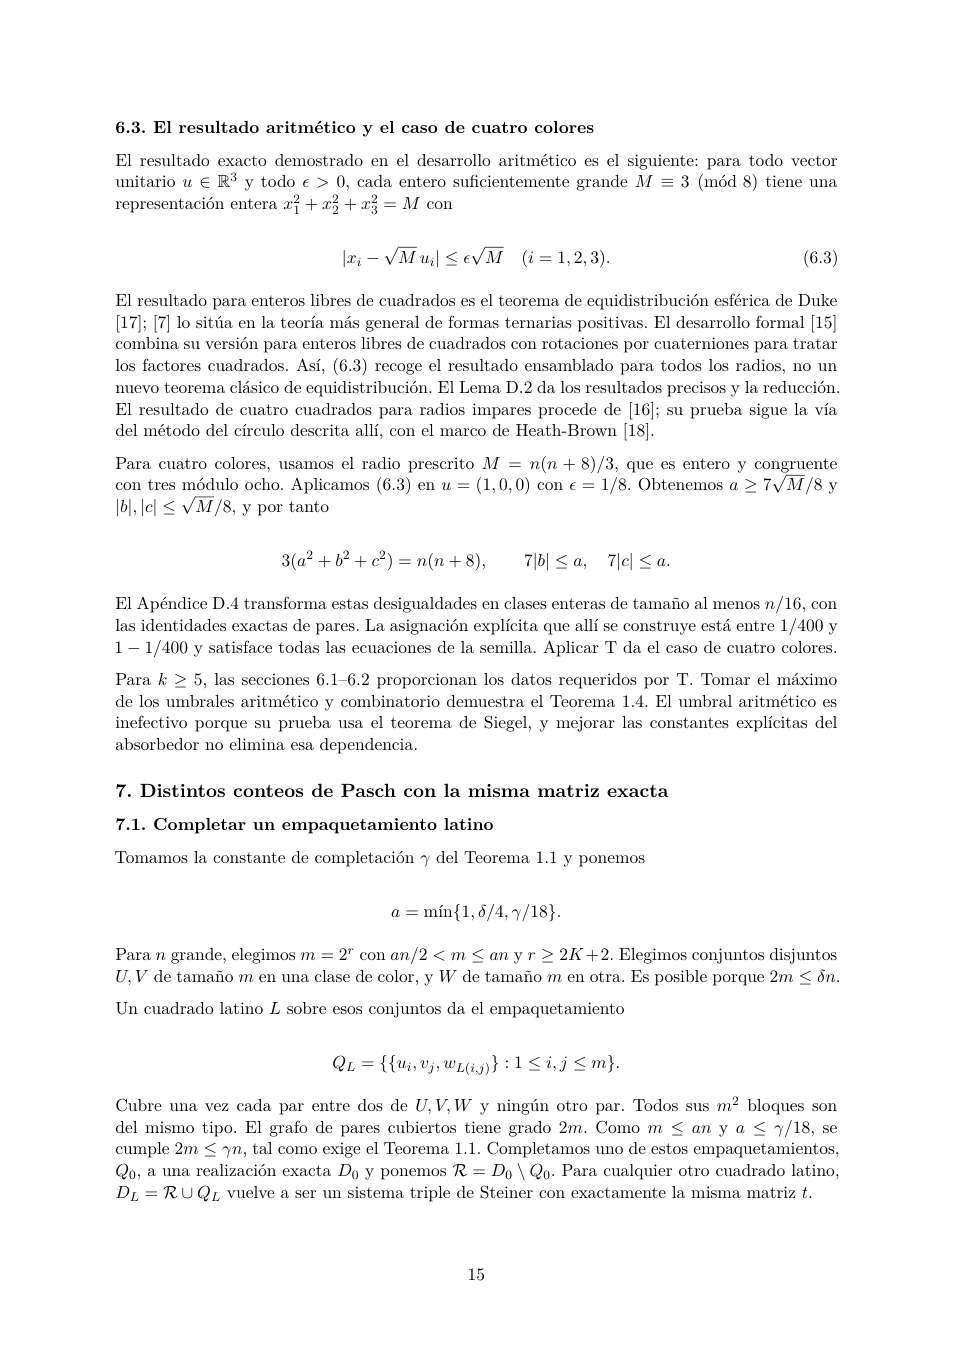 6.3. El resultado aritmético y el caso de cuatro colores
El resultado exacto demostrado en el desarrollo aritmético es el siguiente: para todo vector
unitario u ∈ ℝ³ y todo ϵ > 0, cada entero suficientemente grande M ≡ 3 (mód 8) tiene una
representación entera x₁² + x₂² + x₃² = M con
|xᵢ − √M uᵢ| ≤ ϵ√M (i = 1, 2, 3). (6.3)
El resultado para enteros libres de cuadrados es el teorema de equidistribución esférica de Duke
[17]; [7] lo sitúa en la teoría más general de formas ternarias positivas. El desarrollo formal [15]
combina su versión para enteros libres de cuadrados con rotaciones por cuaterniones para tratar
los factores cuadrados. Así, (6.3) recoge el resultado ensamblado para todos los radios, no un
nuevo teorema clásico de equidistribución. El Lema D.2 da los resultados precisos y la reducción.
El resultado de cuatro cuadrados para radios impares procede de [16]; su prueba sigue la vía
del método del círculo descrita allí, con el marco de Heath-Brown [18].
Para cuatro colores, usamos el radio prescrito M = n(n + 8)/3, que es entero y congruente
con tres módulo ocho. Aplicamos (6.3) en u = (1, 0, 0) con ϵ = 1/8. Obtenemos a ≥ 7√M/8 y
|b|, |c| ≤ √M/8, y por tanto
3(a² + b² + c²) = n(n + 8), 7|b| ≤ a, 7|c| ≤ a.
El Apéndice D.4 transforma estas desigualdades en clases enteras de tamaño al menos n/16, con
las identidades exactas de pares. La asignación explícita que allí se construye está entre 1/400 y
1 − 1/400 y satisface todas las ecuaciones de la semilla. Aplicar T da el caso de cuatro colores.
Para k ≥ 5, las secciones 6.1–6.2 proporcionan los datos requeridos por T. Tomar el máximo
de los umbrales aritmético y combinatorio demuestra el Teorema 1.4. El umbral aritmético es
inefectivo porque su prueba usa el teorema de Siegel, y mejorar las constantes explícitas del
absorbedor no elimina esa dependencia.
7. Distintos conteos de Pasch con la misma matriz exacta
7.1. Completar un empaquetamiento latino
Tomamos la constante de completación γ del Teorema 1.1 y ponemos
a = mín{1, δ/4, γ/18}.
Para n grande, elegimos m = 2ʳ con an/2 < m ≤ an y r ≥ 2K+2. Elegimos conjuntos disjuntos
U, V de tamaño m en una clase de color, y W de tamaño m en otra. Es posible porque 2m ≤ δn.
Un cuadrado latino L sobre esos conjuntos da el empaquetamiento
Q_L = {{uᵢ, vⱼ, w_{L(i,j)}} : 1 ≤ i, j ≤ m}.
Cubre una vez cada par entre dos de U, V, W y ningún otro par. Todos sus m² bloques son
del mismo tipo. El grafo de pares cubiertos tiene grado 2m. Como m ≤ an y a ≤ γ/18, se
cumple 2m ≤ γn, tal como exige el Teorema 1.1. Completamos uno de estos empaquetamientos,
Q₀, a una realización exacta D₀ y ponemos ℛ = D₀ \ Q₀. Para cualquier otro cuadrado latino,
D_L = ℛ ∪ Q_L vuelve a ser un sistema triple de Steiner con exactamente la misma matriz t.
15